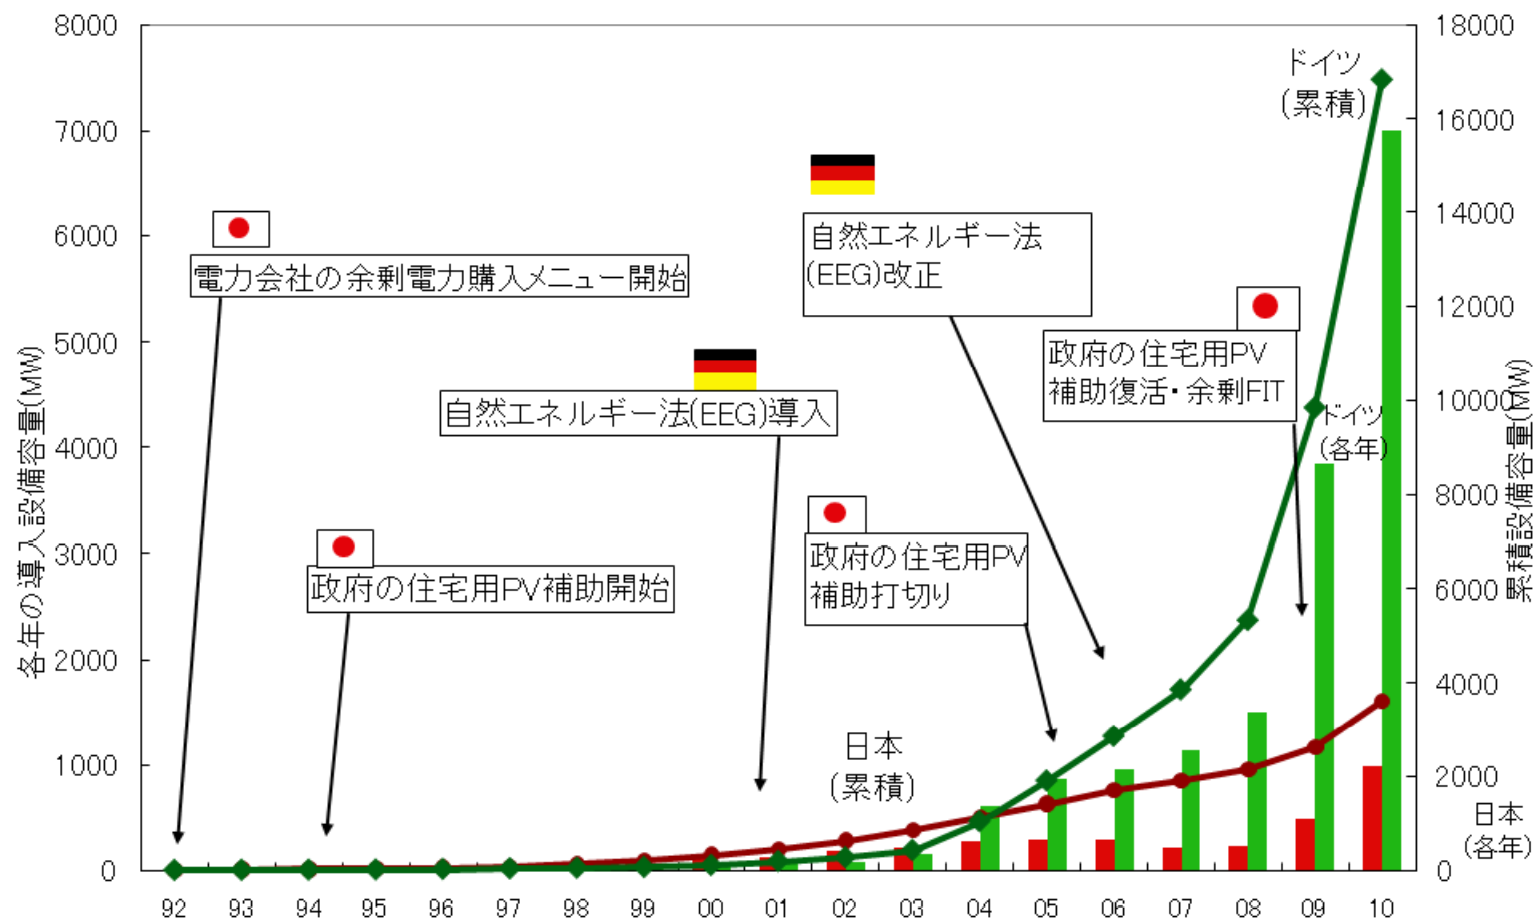 8000
7000
6000
5000
4000
3000
2000
1000
0
各年の導入設備容量(MW)
18000
16000
14000
12000
10000
8000
6000
4000
2000
0
累積設備容量(MW)
ドイツ
(累積)
自然エネルギー法
(EEG)改正
電力会社の余剰電力購入メニュー開始
政府の住宅用PV
補助復活・余剰FIT
自然エネルギー法(EEG)導入
ドイツ
(各年)
政府の住宅用PV
補助打切り
政府の住宅用PV補助開始
日本
(累積)
日本
(各年)
92 93 94 95 96 97 98 99 00 01 02 03 04 05 06 07 08 09 10